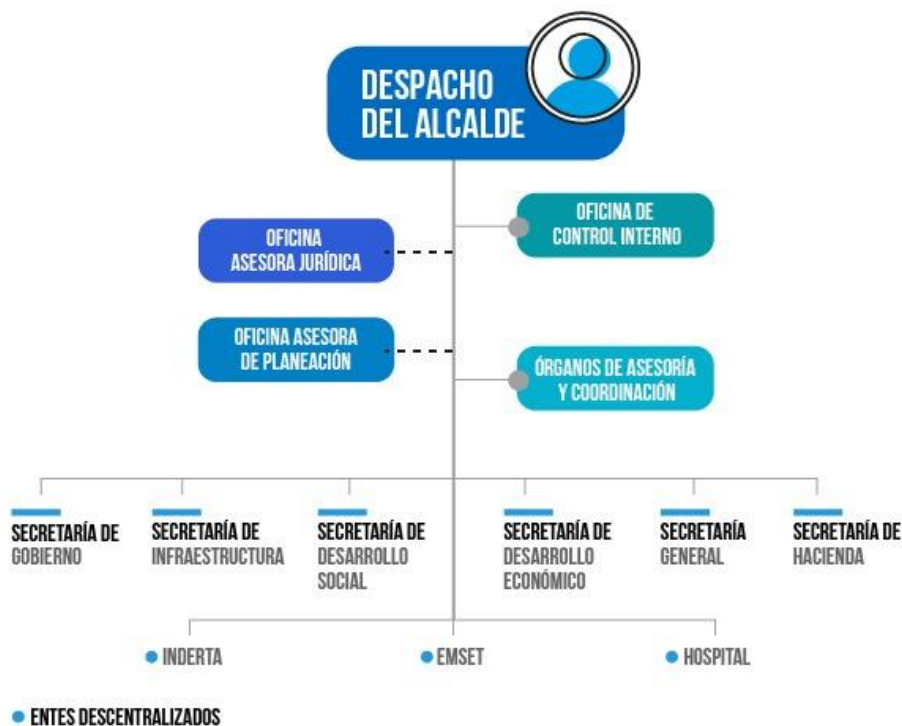 DESPACHO
DEL ALCALDE
OFICINA DE
CONTROL INTERNO
OFICINA
ASESORA JURÍDICA
OFICINA ASESORA
DE PLANEACIÓN
ÓRGANOS DE ASESORÍA
Y COORDINACIÓN
SECRETARÍA DE
GOBIERNO
SECRETARÍA DE
INFRAESTRUCTURA
SECRETARÍA DE
DESARROLLO
SOCIAL
SECRETARÍA DE
DESARROLLO
ECONÓMICO
SECRETARÍA
GENERAL
SECRETARÍA DE
HACIENDA
INDERTA
EMSET
HOSPITAL
ENTES DESCENTRALIZADOS